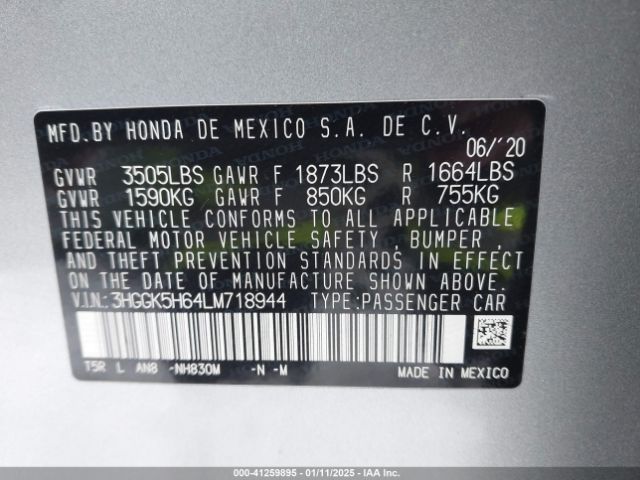 MFD.BY HONDA DE MEXICO S.A. DE C.V.
06/'20
GVWR 3505LBS GAWR F 1873LBS R 1664LBS
GVWR 1590KG GAWR F 850KG R 755KG
THIS VEHICLE CONFORMS TO ALL APPLICABLE
FEDERAL MOTOR VEHICLE SAFETY, BUMPER ,
AND THEFT PREVENTION STANDARDS IN EFFECT
ON THE DATE OF MANUFACTURE SHOWN ABOVE.
V.I.N: 3HGGK5H64LM718944 TYPE:PASSENGER CAR
T5R L AN8 -NH830M -N -M
MADE IN MEXICO
000-41259895 - 01/11/2025 - IAAI.COM